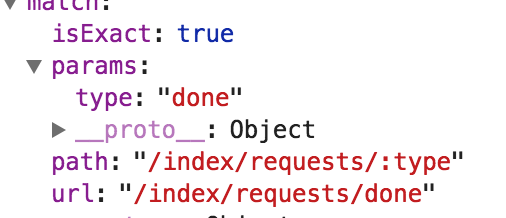 match:
isExact: true
params:
type: "done"
__proto__: Object
path: "/index/requests/:type"
url: "/index/requests/done"